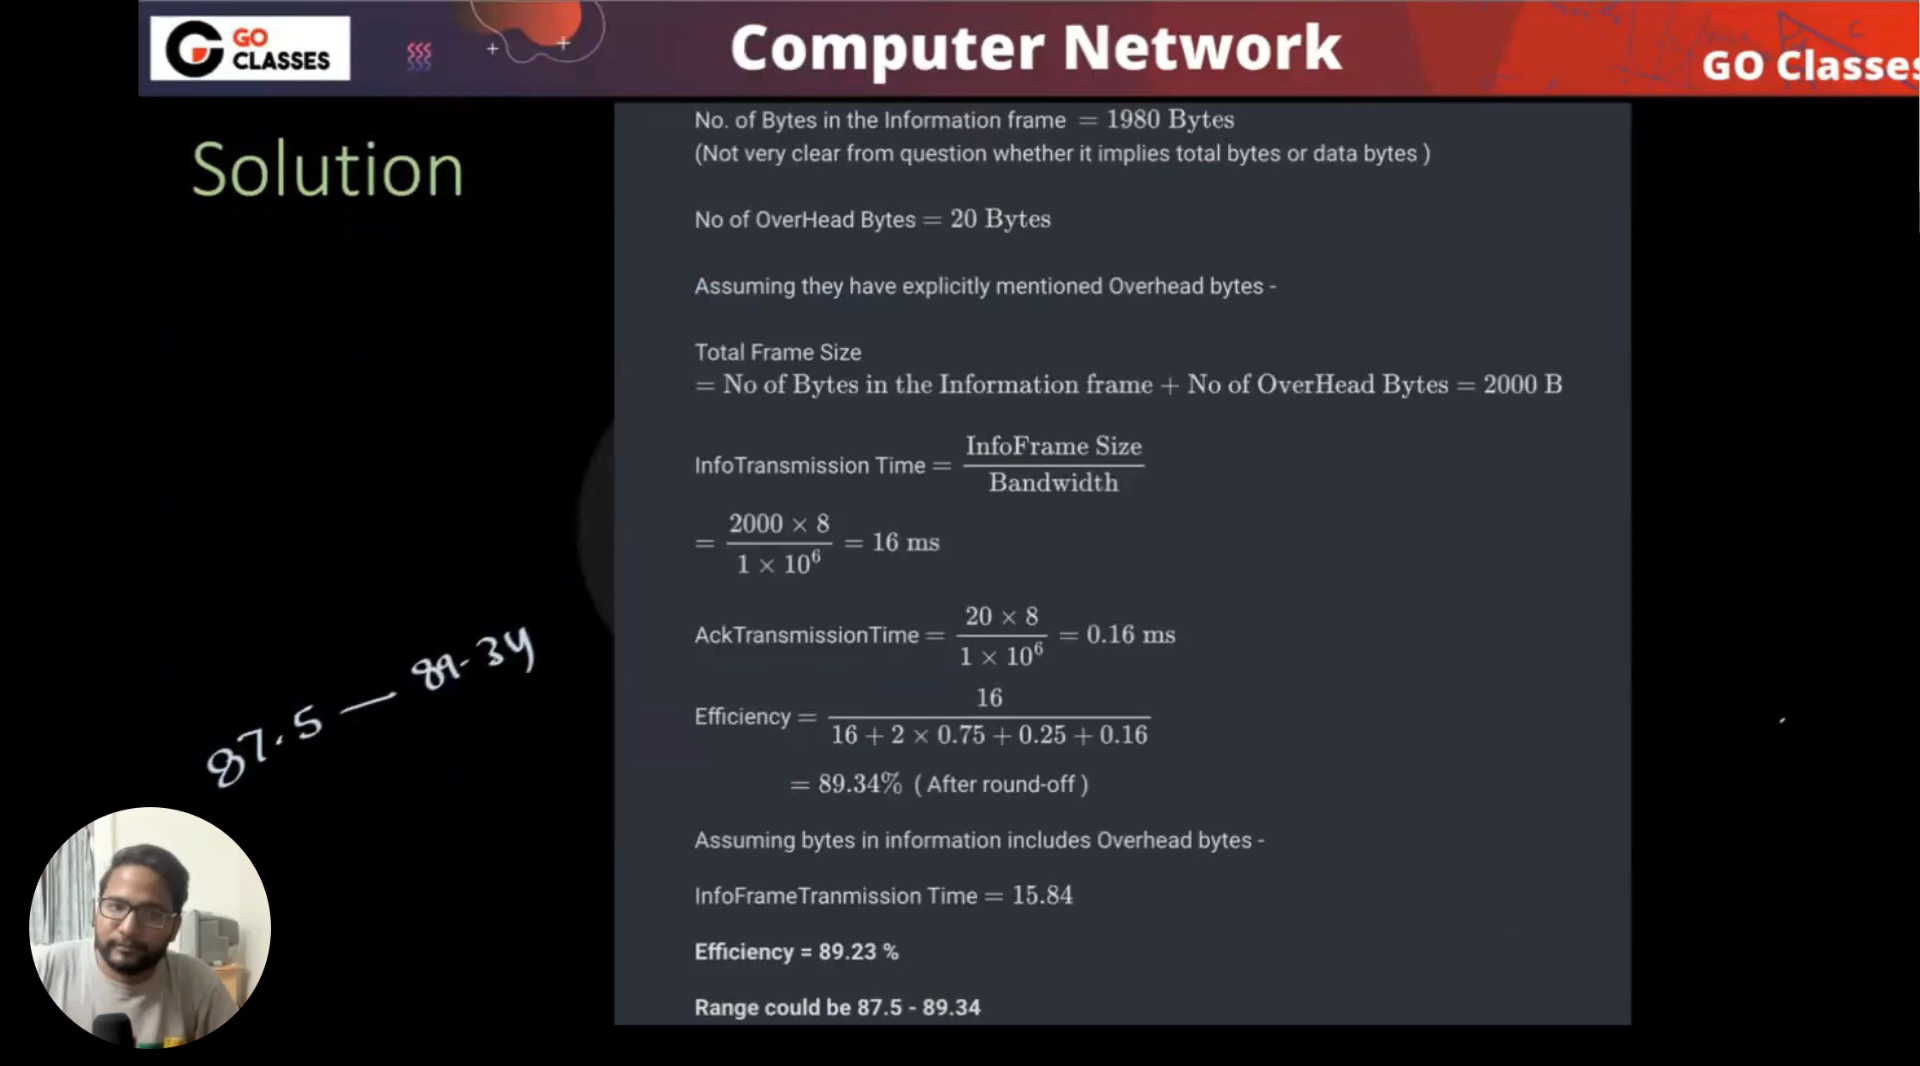 GO
CLASSES
Computer Network
GO Classes
Solution
No. of Bytes in the Information frame = 1980 Bytes
(Not very clear from question whether it implies total bytes or data bytes )
No of OverHead Bytes = 20 Bytes
Assuming they have explicitly mentioned Overhead bytes -
Total Frame Size
= No of Bytes in the Information frame + No of OverHead Bytes = 2000 B
InfoTransmission Time = InfoFrame Size / Bandwidth
= 2000 × 8 / 1 × 10⁶ = 16 ms
AckTransmissionTime = 20 × 8 / 1 × 10⁶ = 0.16 ms
Efficiency = 16 / 16 + 2 × 0.75 + 0.25 + 0.16
= 89.34% ( After round-off )
Assuming bytes in information includes Overhead bytes -
InfoFrameTranmission Time = 15.84
Efficiency = 89.23 %
Range could be 87.5 - 89.34
87.5 — 89.34